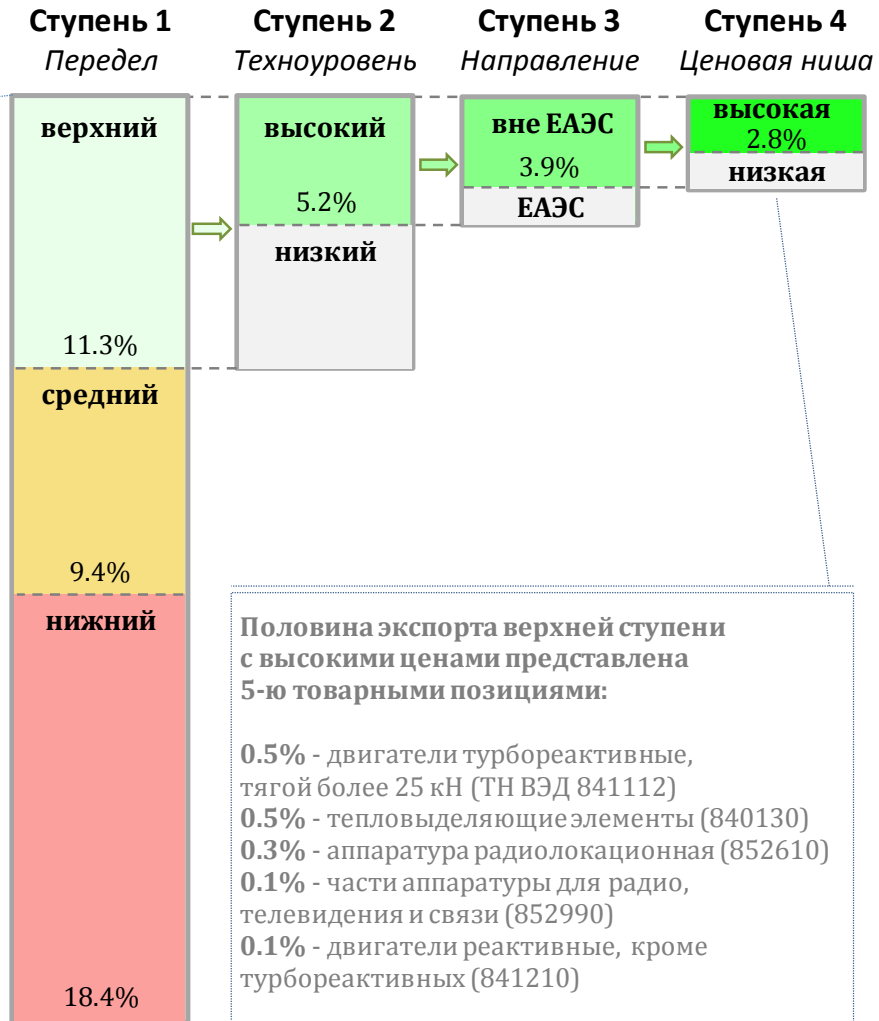 Ступень 1 Ступень 2 Ступень 3 Ступень 4
Передел Техноуровень Направление Ценовая ниша
верхний
11.3%
средний
9.4%
нижний
18.4%
высокий
5.2%
низкий
вне ЕАЭС
3.9%
ЕАЭС
высокая
2.8%
низкая
Половина экспорта верхней ступени
с высокими ценами представлена
5-ю товарными позициями:
0.5% - двигатели турбореактивные,
тягой более 25 кН (ТН ВЭД 841112)
0.5% - тепловыделяющие элементы (840130)
0.3% - аппаратура радиолокационная (852610)
0.1% - части аппаратуры для радио,
телевидения и связи (852990)
0.1% - двигатели реактивные, кроме
турбореактивных (841210)